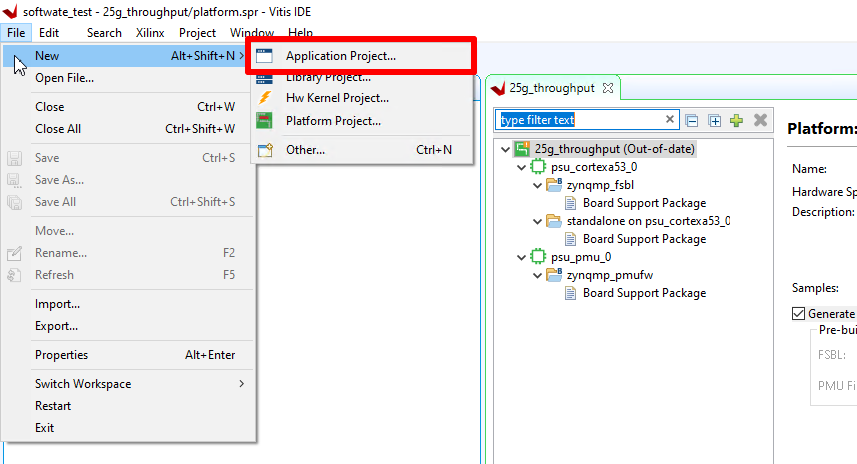 softwate_test - 25g_throughput/platform.spr - Vitis IDE
File Edit Search Xilinx Project Window Help
New Alt+Shift+N
Open File...
Close Ctrl+W
Close All Ctrl+Shift+W
Save Ctrl+S
Save As...
Save All Ctrl+Shift+S
Move...
Rename... F2
Refresh F5
Import...
Export...
Properties Alt+Enter
Switch Workspace
Restart
Exit
Application Project...
Library Project...
Hw Kernel Project...
Platform Project...
Other... Ctrl+N
25g_throughput
type filter text
25g_throughput (Out-of-date)
psu_cortexa53_0
zynqmp_fsbl
Board Support Package
standalone on psu_cortexa53_0
Board Support Package
psu_pmu_0
zynqmp_pmufw
Board Support Package
Platform:
Name:
Hardware Sp
Description:
Samples:
Generate
Pre-bui
FSBL:
PMU Fi